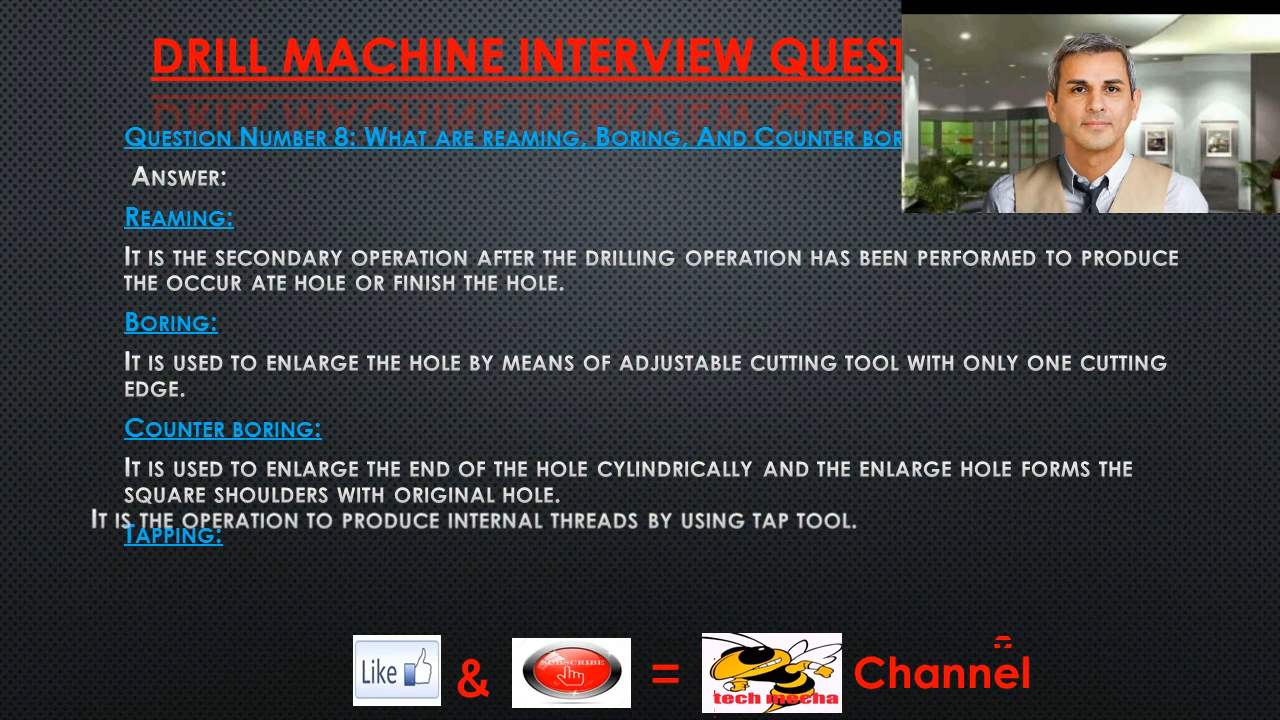 DRILL MACHINE INTERVIEW QUEST
QUESTION NUMBER 8: WHAT ARE REAMING, BORING, AND COUNTER BOR
ANSWER:
REAMING:
IT IS THE SECONDARY OPERATION AFTER THE DRILLING OPERATION HAS BEEN PERFORMED TO PRODUCE
THE OCCUR ATE HOLE OR FINISH THE HOLE.
BORING:
IT IS USED TO ENLARGE THE HOLE BY MEANS OF ADJUSTABLE CUTTING TOOL WITH ONLY ONE CUTTING
EDGE.
COUNTER BORING:
IT IS USED TO ENLARGE THE END OF THE HOLE CYLINDRICALLY AND THE ENLARGE HOLE FORMS THE
SQUARE SHOULDERS WITH ORIGINAL HOLE.
IT IS THE OPERATION TO PRODUCE INTERNAL THREADS BY USING TAP TOOL.
TAPPING:
Like & SUBSCRIBE = tech mecha Channel